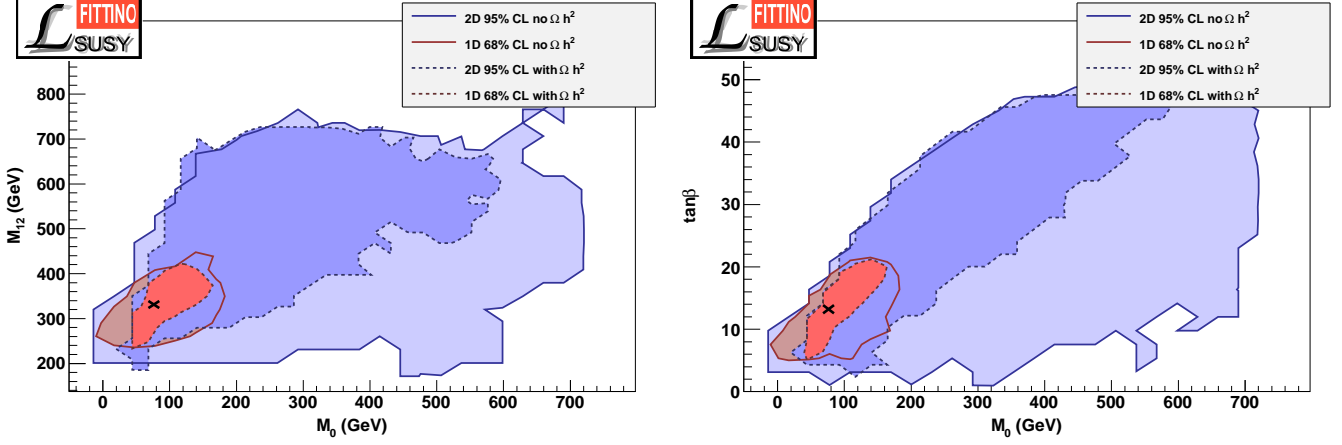 FITTINO
SUSY
2D 95% CL no Ω h²
1D 68% CL no Ω h²
2D 95% CL with Ω h²
1D 68% CL with Ω h²
M₁₂ (GeV)
800
700
600
500
400
300
200
0 100 200 300 400 500 600 700
M₀ (GeV)
FITTINO
SUSY
2D 95% CL no Ω h²
1D 68% CL no Ω h²
2D 95% CL with Ω h²
1D 68% CL with Ω h²
tanβ
50
40
30
20
10
0
0 100 200 300 400 500 600 700
M₀ (GeV)